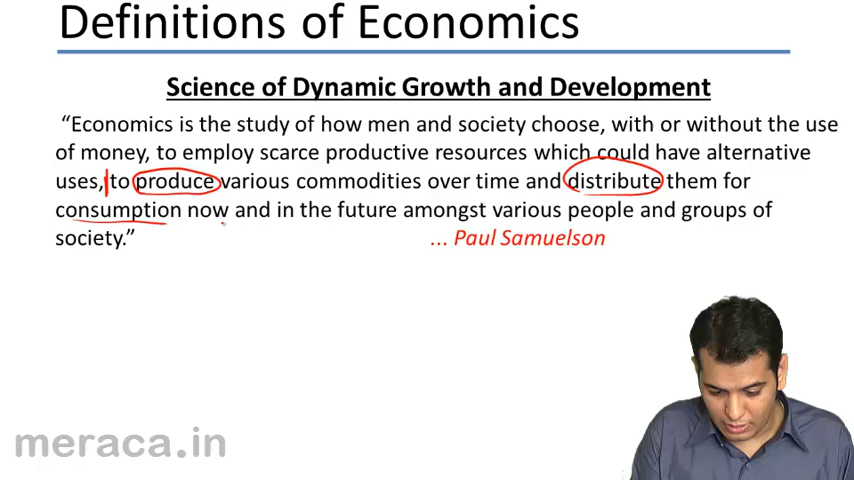 Definitions of Economics
Science of Dynamic Growth and Development
“Economics is the study of how men and society choose, with or without the use
of money, to employ scarce productive resources which could have alternative
uses, to produce various commodities over time and distribute them for
consumption now and in the future amongst various people and groups of
society.”
... Paul Samuelson
meraca.in